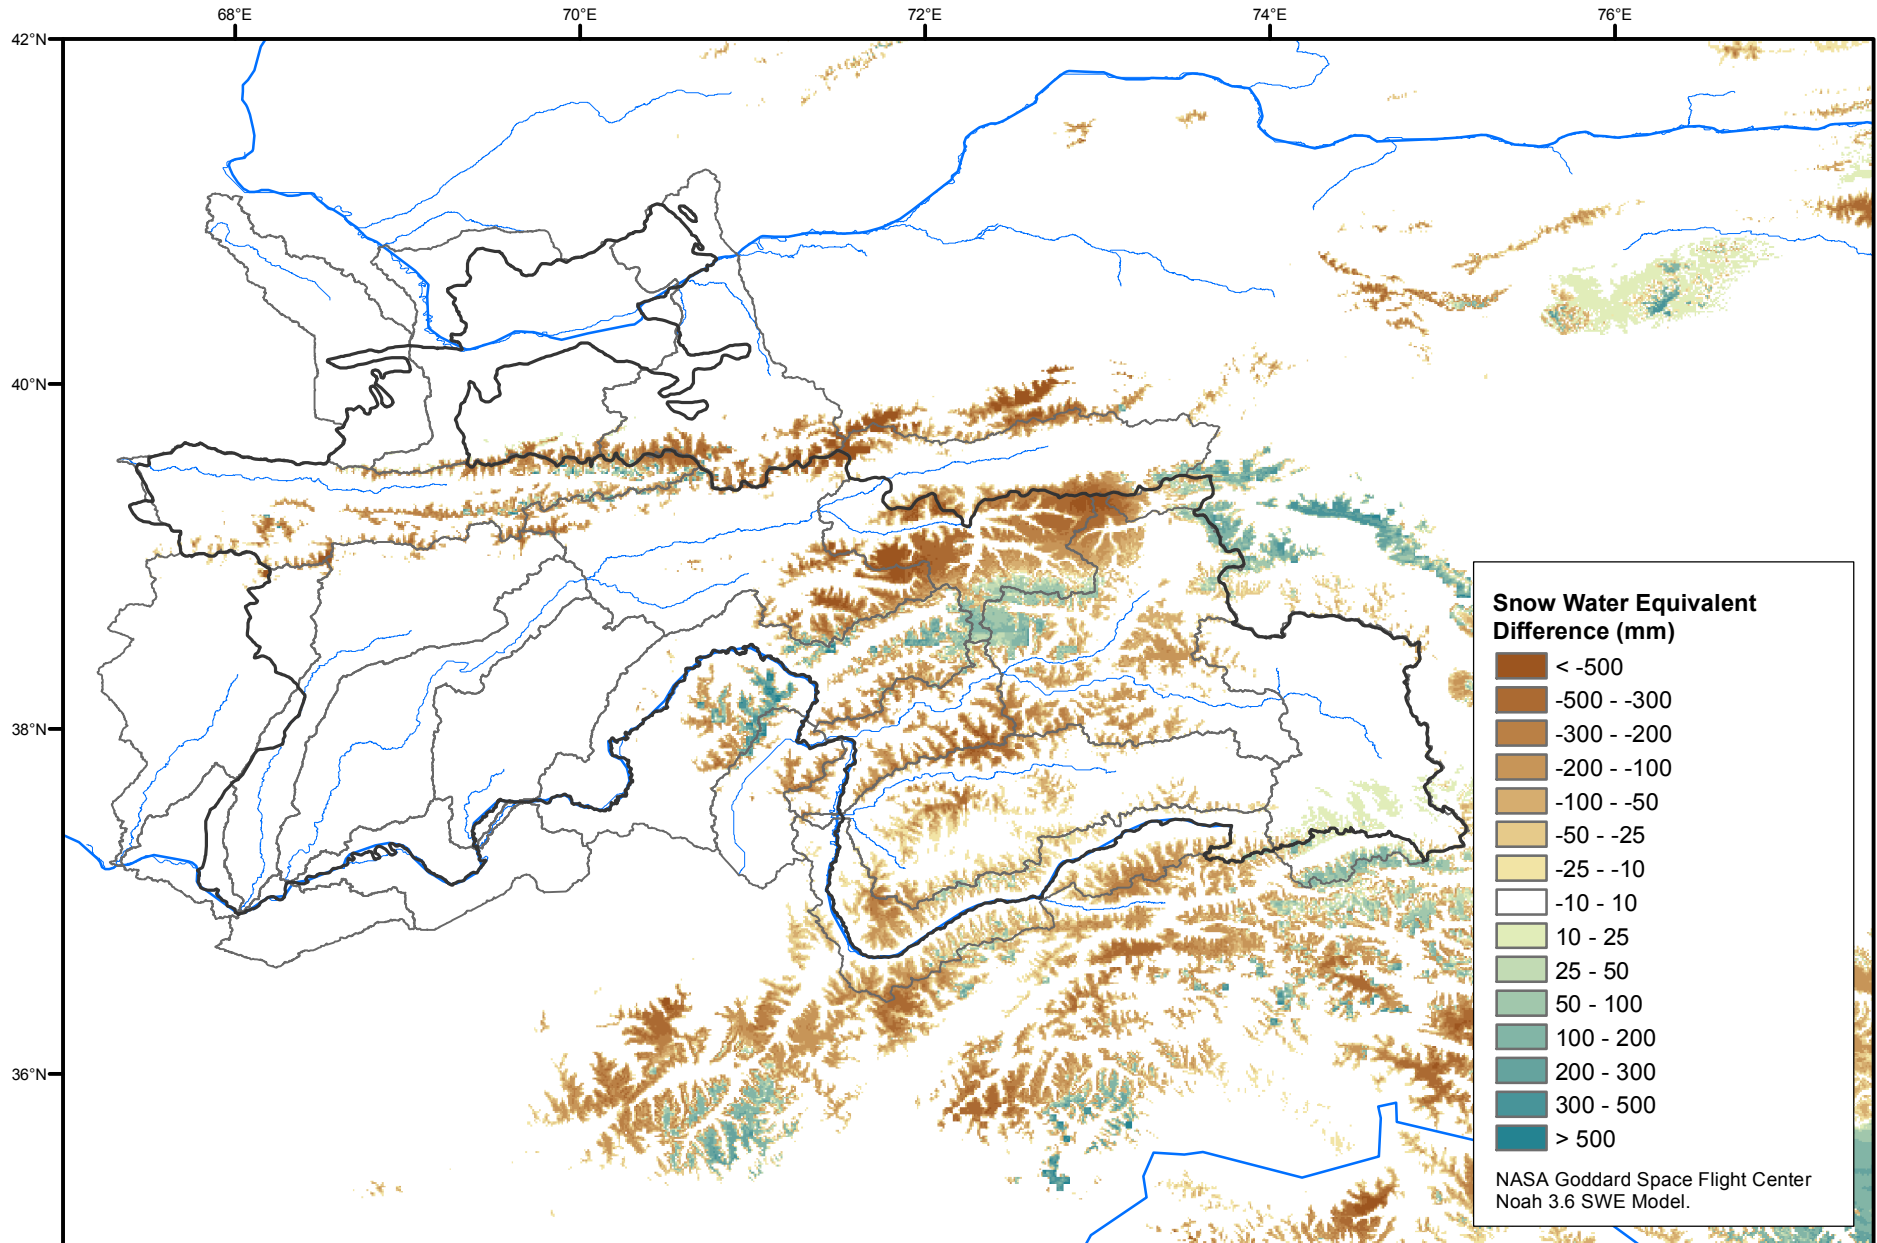 68°E
70°E
72°E
74°E
76°E
42°N
40°N
38°N
36°N
Snow Water Equivalent
Difference (mm)
< -500
-500 - -300
-300 - -200
-200 - -100
-100 - -50
-50 - -25
-25 - -10
-10 - 10
10 - 25
25 - 50
50 - 100
100 - 200
200 - 300
300 - 500
> 500
NASA Goddard Space Flight Center
Noah 3.6 SWE Model.